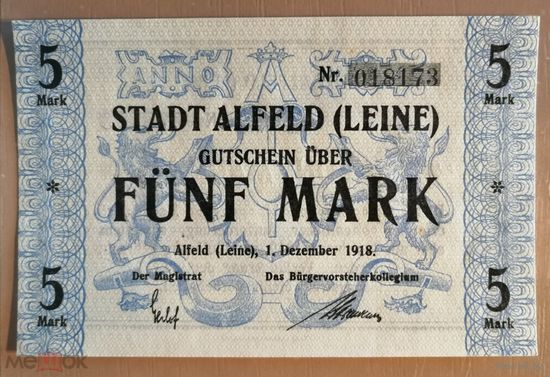 5 Mark
5 Mark
ANNO
Nr. 018173
STADT ALFELD (LEINE)
GUTSCHEIN ÜBER
FÜNF MARK
Alfeld (Leine), 1. Dezember 1918.
Der Magistrat Das Bürgervorsteherkollegium
5 Mark
5 Mark